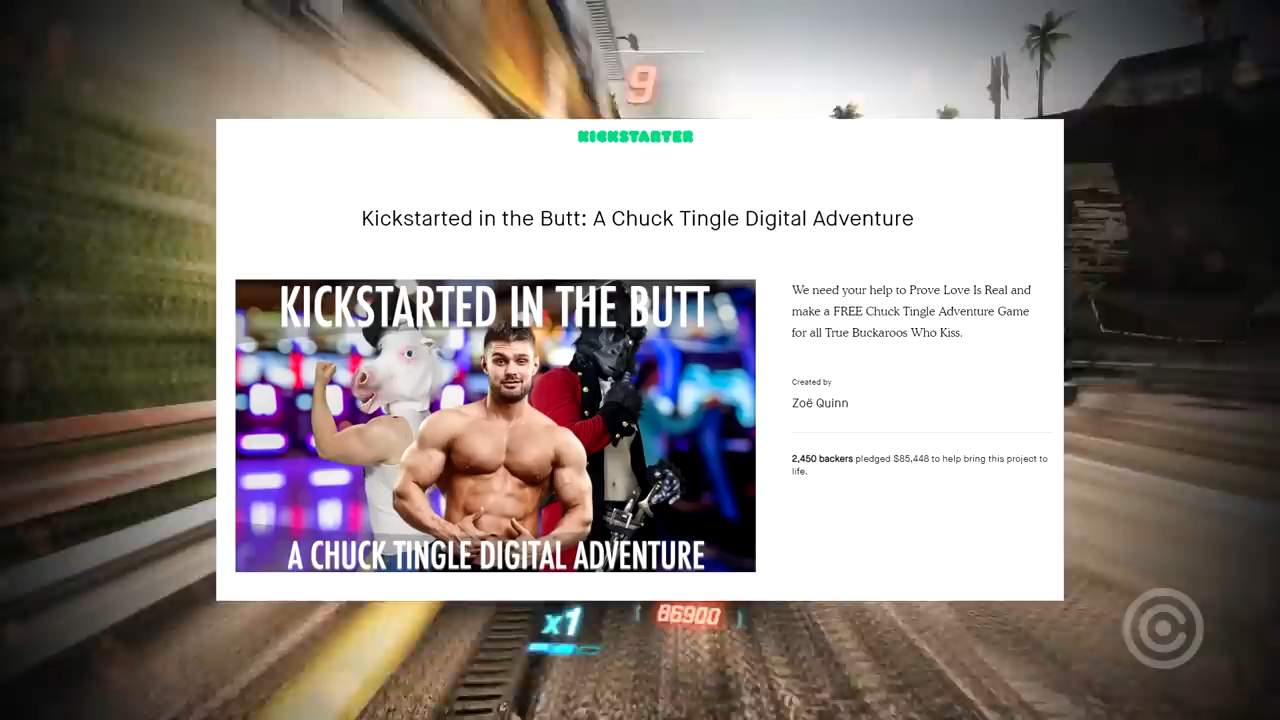 9
KICKSTARTER
Kickstarted in the Butt: A Chuck Tingle Digital Adventure
KICKSTARTED IN THE BUTT
A CHUCK TINGLE DIGITAL ADVENTURE
We need your help to Prove Love Is Real and
make a FREE Chuck Tingle Adventure Game
for all True Buckaroos Who Kiss.
Created by
Zoë Quinn
2,450 backers pledged $85,448 to help bring this project to
life.
x1
86900